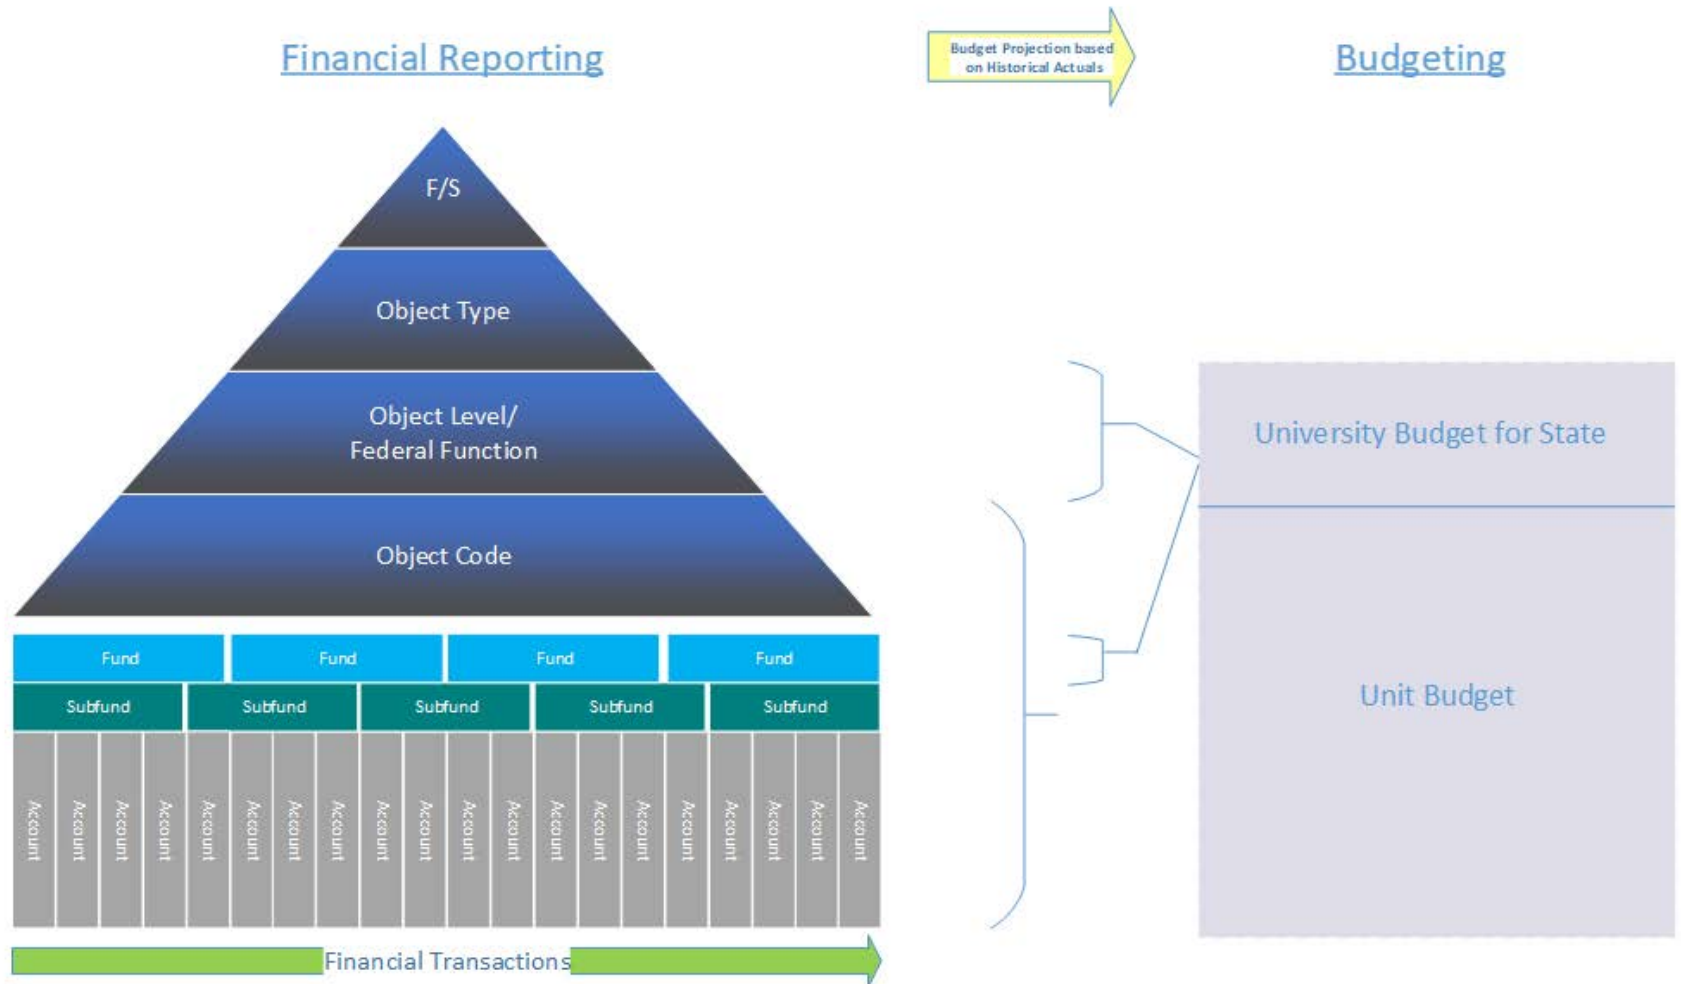 Financial Reporting
Budget Projection based
on Historical Actuals
Budgeting
F/S
Object Type
Object Level/
Federal Function
Object Code
University Budget for State
Unit Budget
Fund Fund Fund Fund
Subfund Subfund Subfund Subfund Subfund
Account Account Account Account Account Account Account Account Account Account Account Account Account Account Account Account Account Account Account Account
Financial Transactions